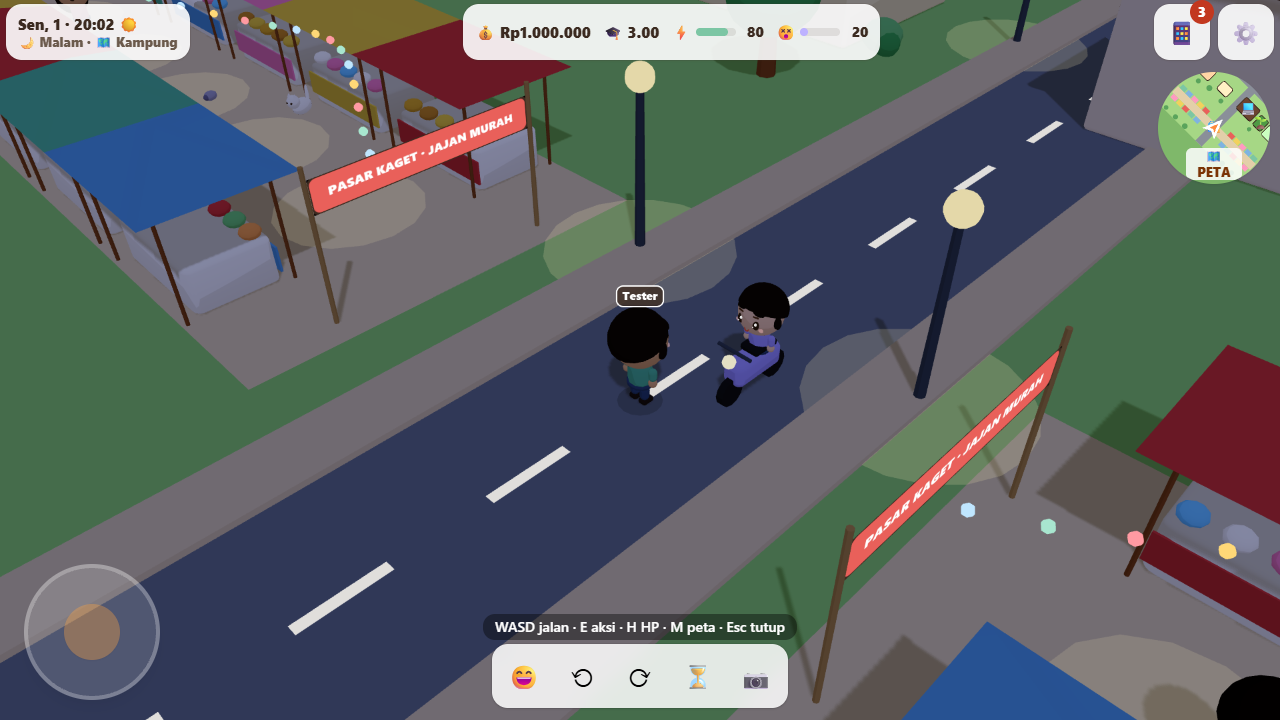 Sen, 1 · 20:02
Malam · Kampung
Rp1.000.000
3.00
80
20
3
PETA
PASAR KAGET · JAJAN MURAH
Tester
PASAR KAGET · JAJAN MURAH
WASD jalan · E aksi · H HP · M peta · Esc tutup